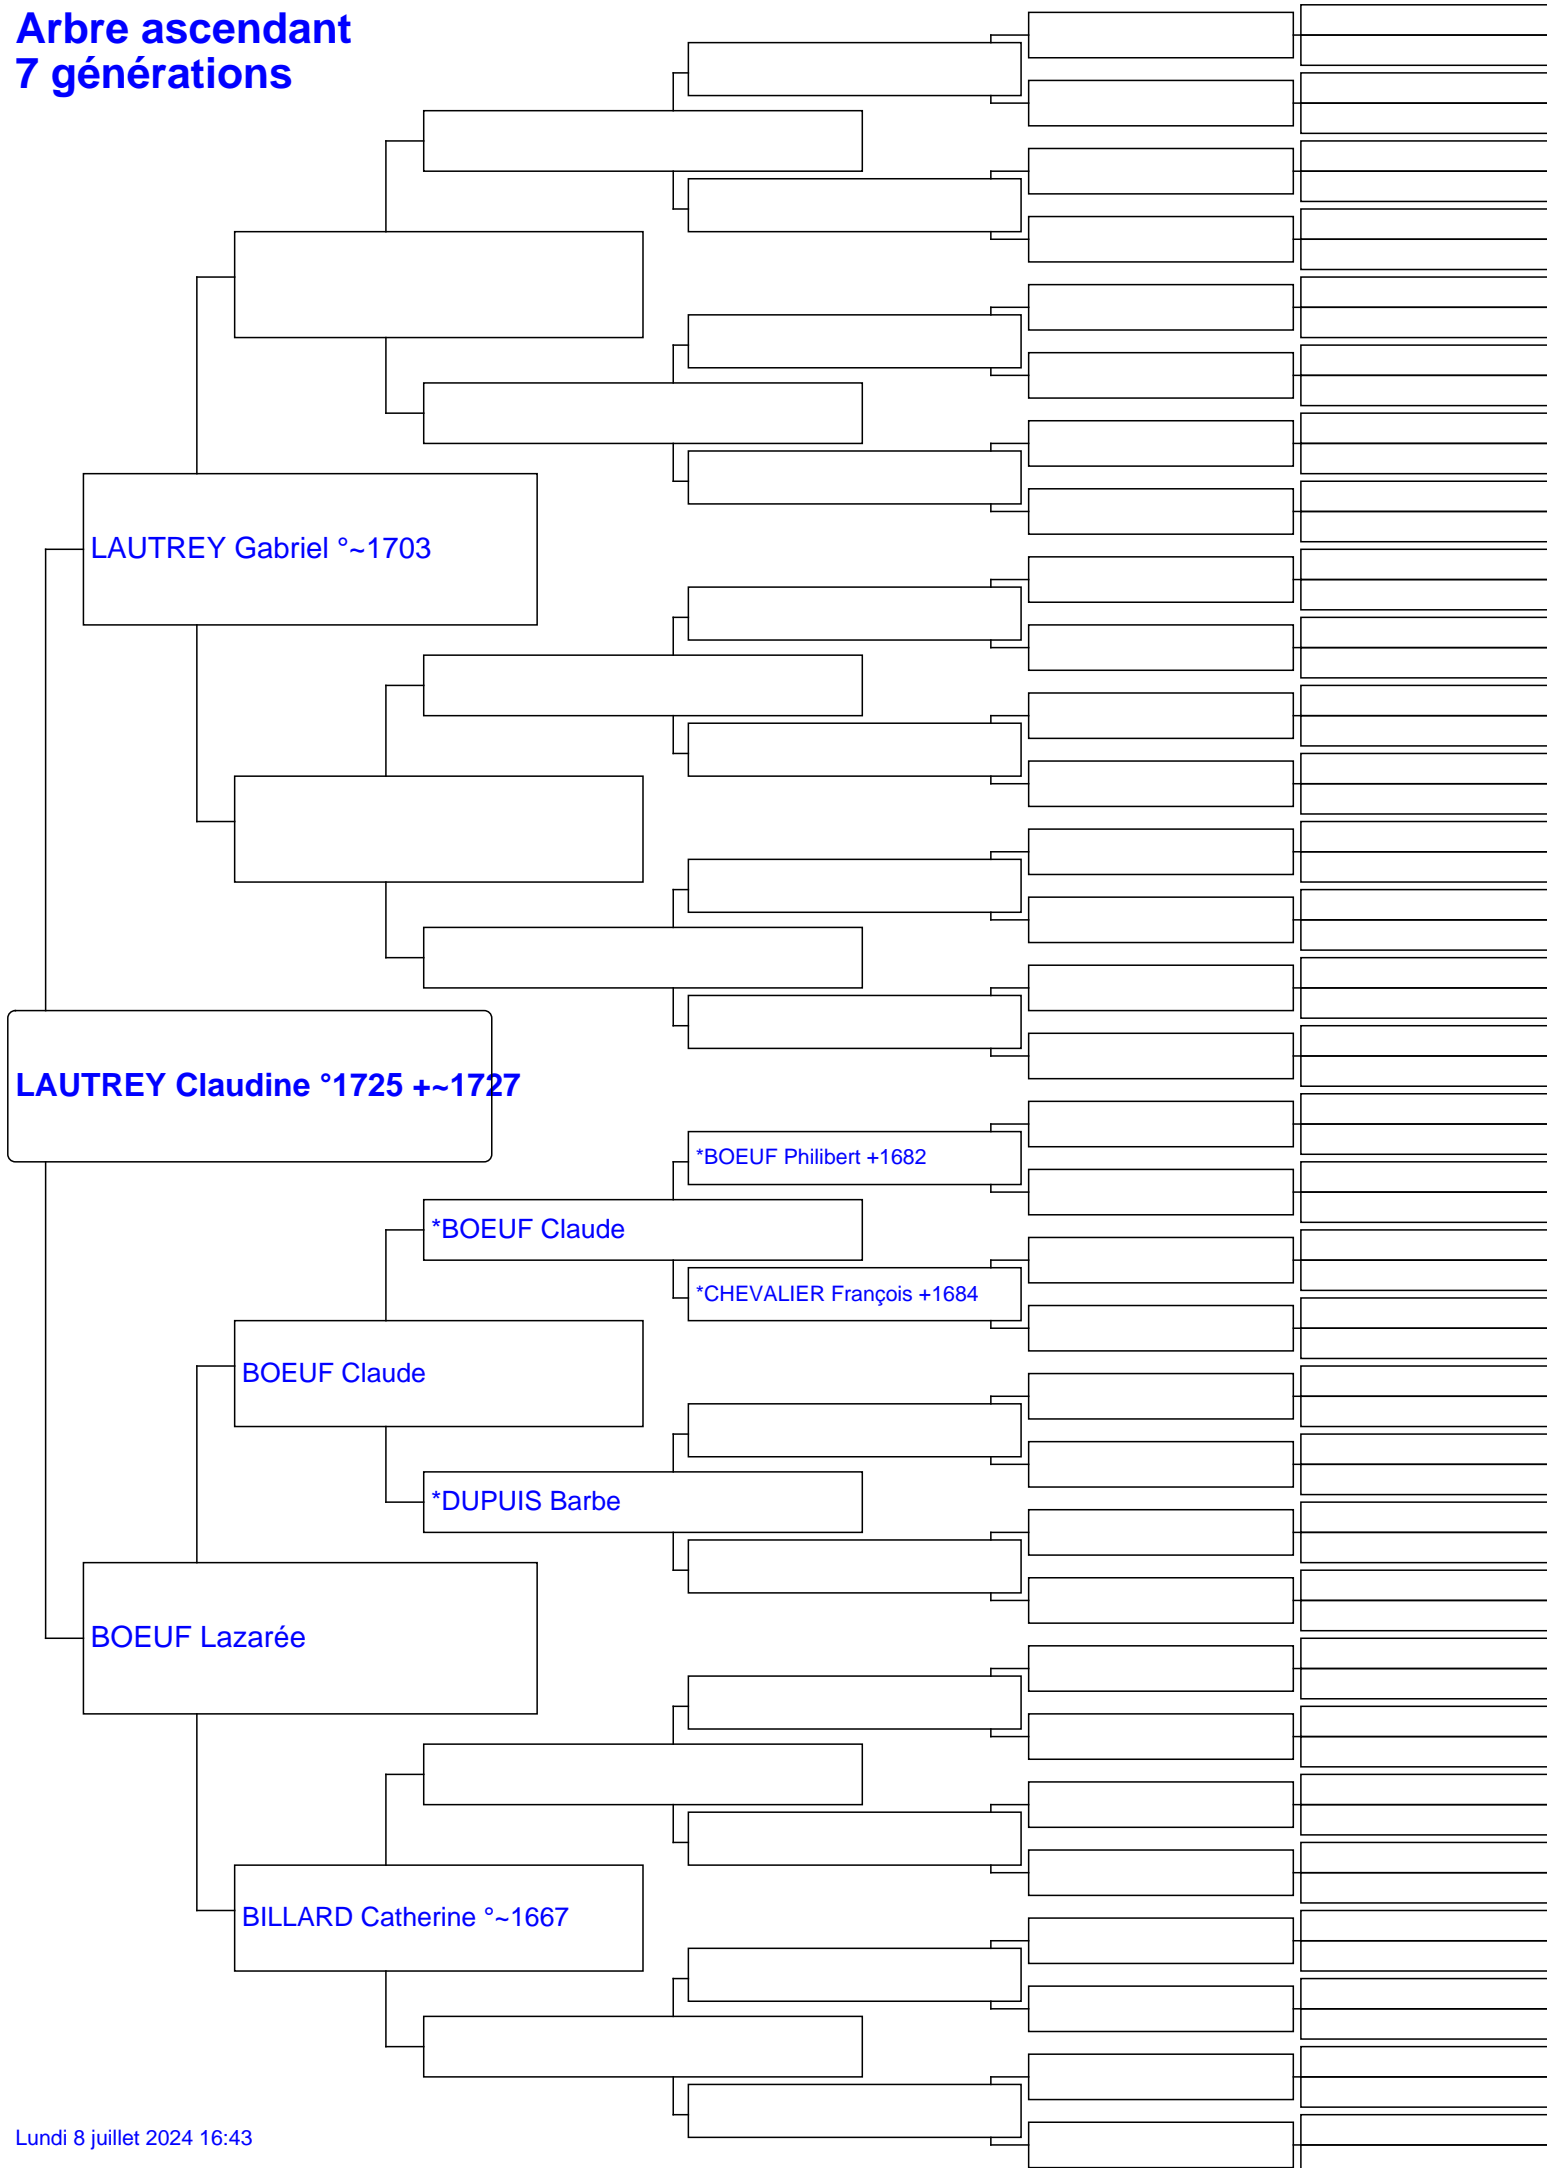 Arbre ascendant
7 générations
LAUTREY Gabriel °~1703
LAUTREY Claudine °1725 +~1727
*BOEUF Philibert +1682
*BOEUF Claude
*CHEVALIER François +1684
BOEUF Claude
*DUPUIS Barbe
BOEUF Lazarée
BILLARD Catherine °~1667
Lundi 8 juillet 2024 16:43